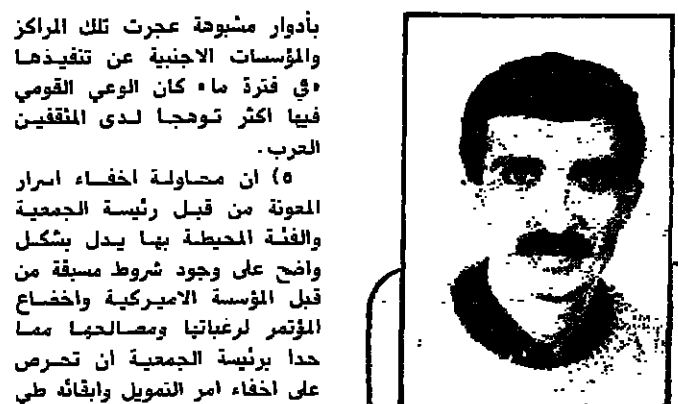 بأدوار مشبوهة عجزت تلك المراكز
والمؤسسات الاجنبية عن تنفيذها
«في فترة ما» كان الوعي القومي
فيها اكثر توهجا لدى المثقفين
العرب.
٥) ان محاولة اخفاء اسرار
المعونة من قبل رئيسة الجمعية
والفئة المحيطة بها يدل بشكل
واضح على وجود شروط مسبقة من
قبل المؤسسة الاميركية واخضاع
المؤتمر لرغباتها ومصالحها مما
حدا برئيسة الجمعية ان تحرص
على اخفاء امر التمويل وابقائه طي